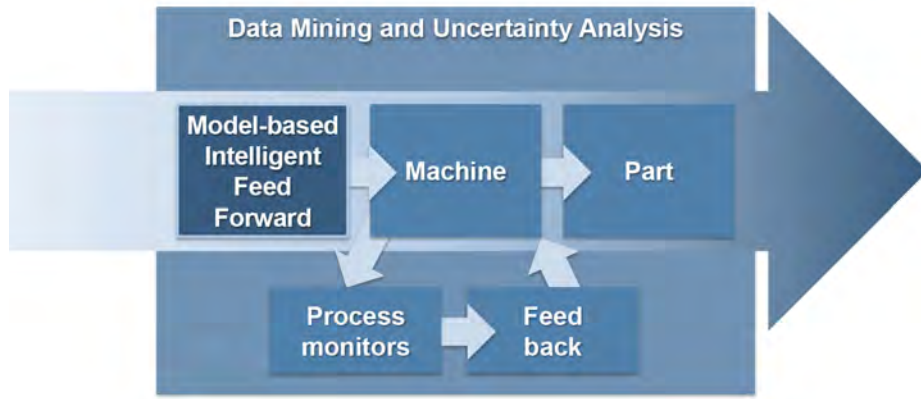 Data Mining and Uncertainty Analysis
Model-based
Intelligent
Feed
Forward
Machine
Part
Process
monitors
Feed
back